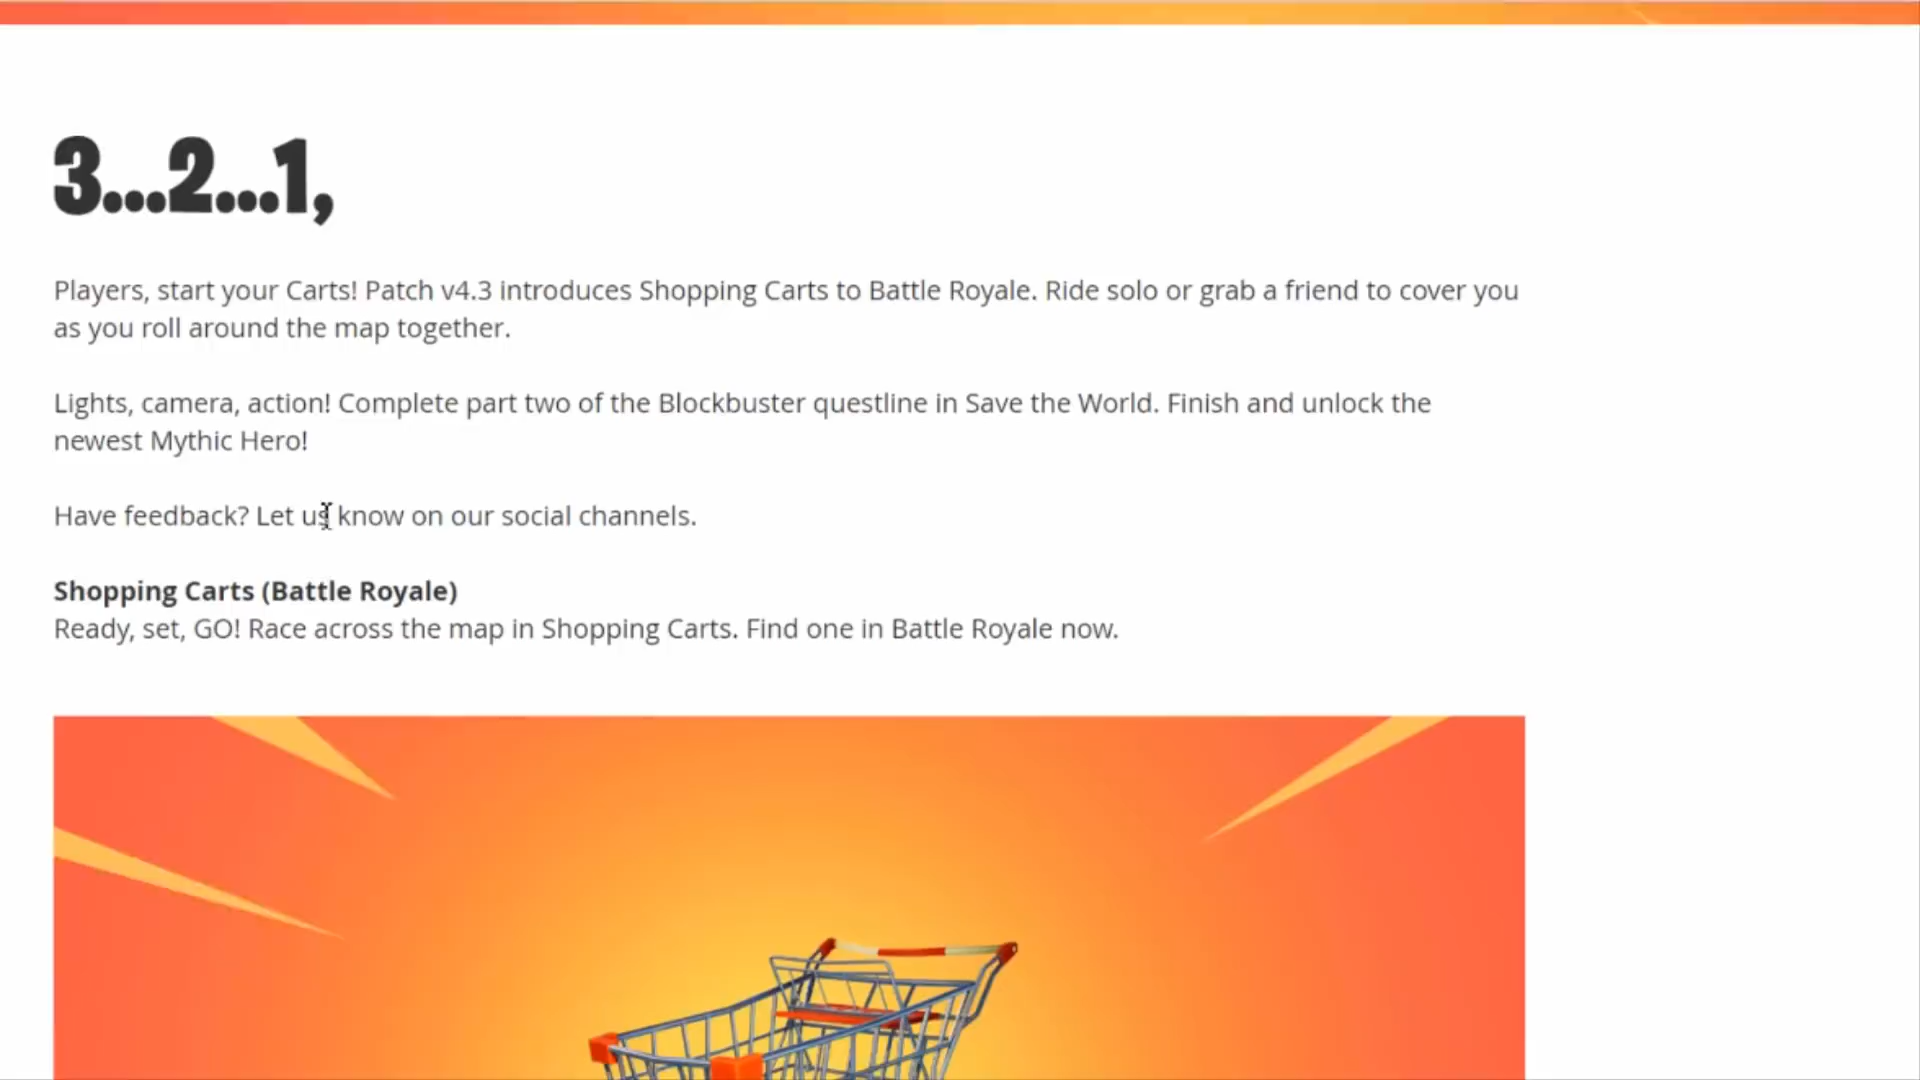 3...2...1,
Players, start your Carts! Patch v4.3 introduces Shopping Carts to Battle Royale. Ride solo or grab a friend to cover you
as you roll around the map together.
Lights, camera, action! Complete part two of the Blockbuster questline in Save the World. Finish and unlock the
newest Mythic Hero!
Have feedback? Let us know on our social channels.
Shopping Carts (Battle Royale)
Ready, set, GO! Race across the map in Shopping Carts. Find one in Battle Royale now.